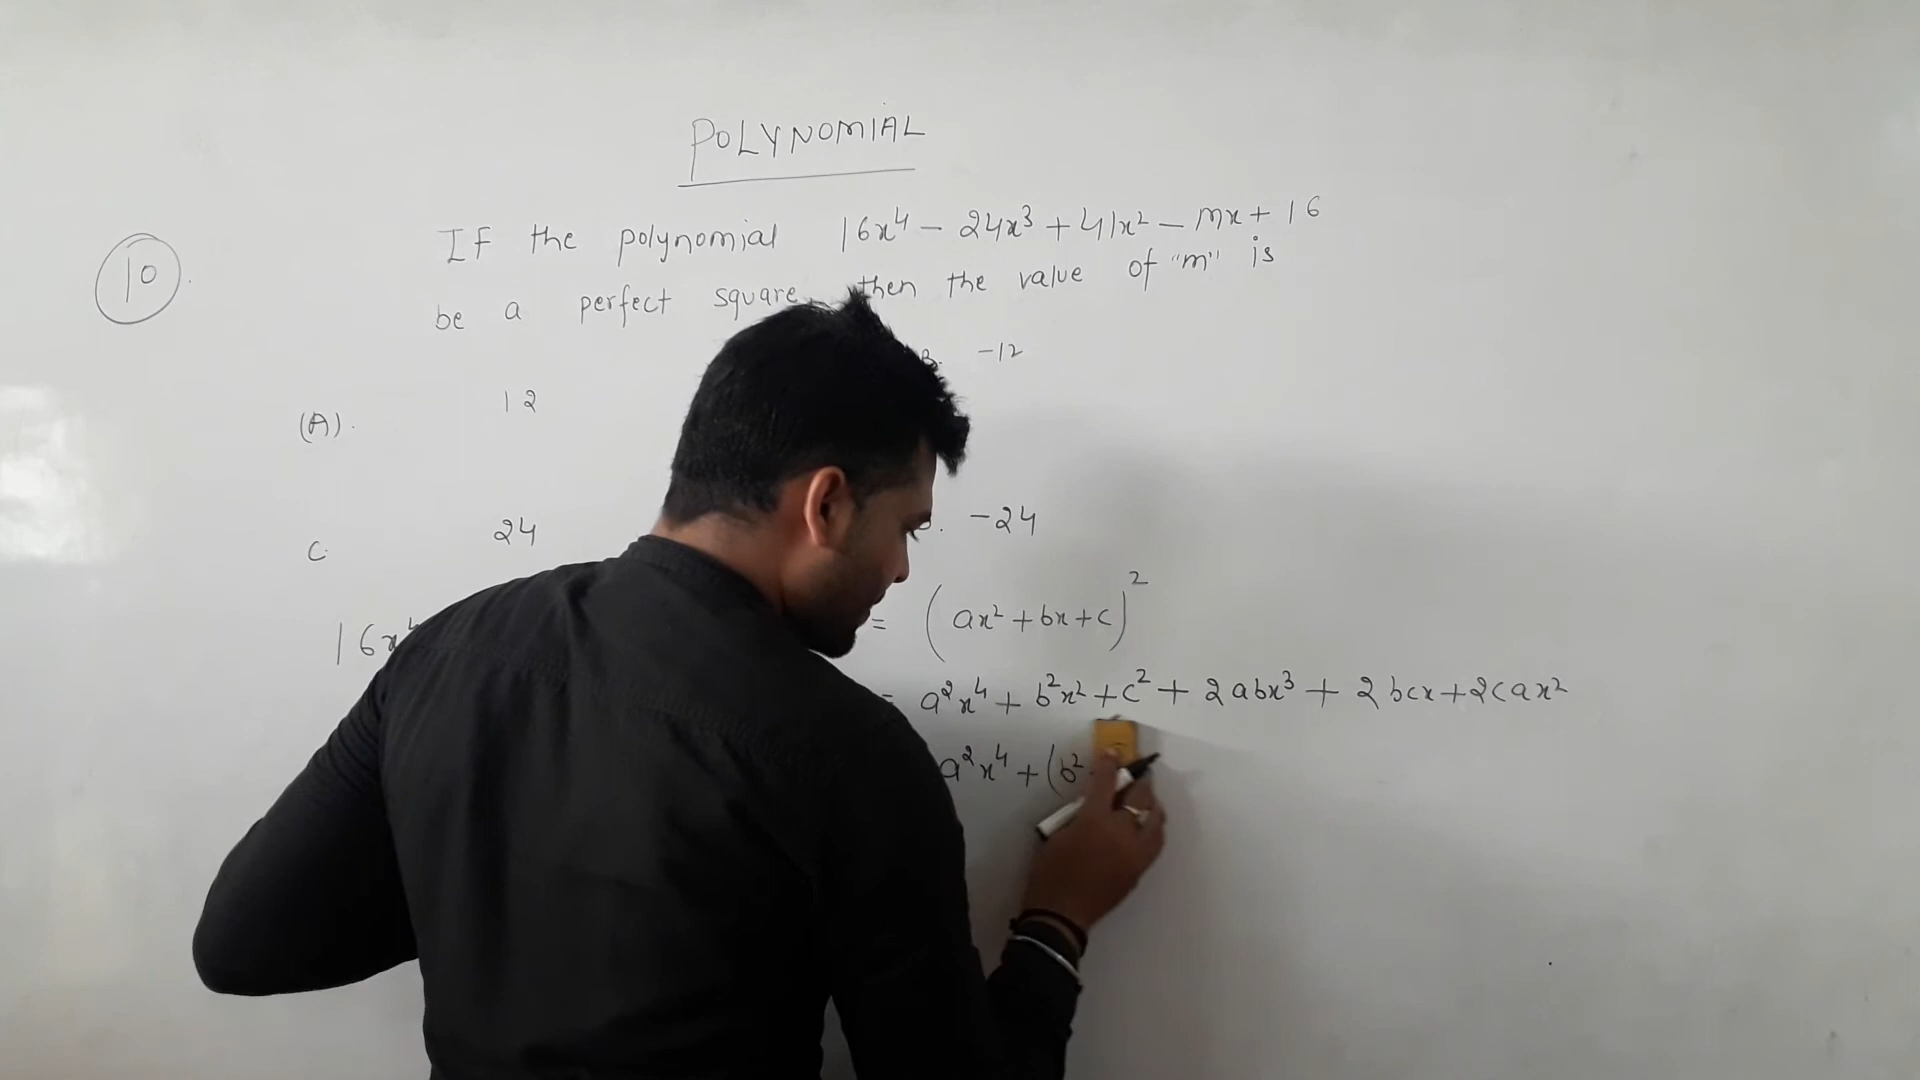 POLYNOMIAL
10.
If the polynomial 16x⁴ - 24x³ + 41x² - mx + 16
be a perfect square, then the value of "m" is
(A). 12 B. -12
C. 24 D. -24
16x⁴ = (ax² + bx + c)²
= a²x⁴ + b²x² + c² + 2abx³ + 2bcx + 2cax²
a²x⁴ + (b²